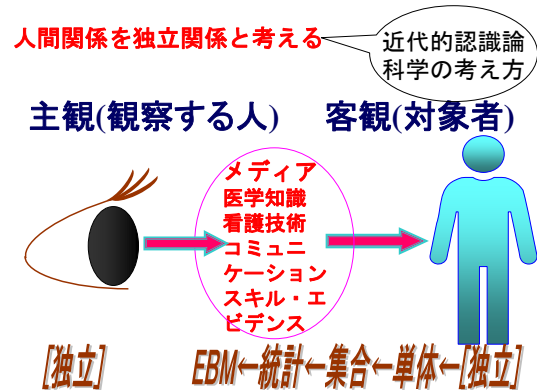 人間関係を独立関係と考える
近代的認識論
科学の考え方
主観(観察する人)
客観(対象者)
メディア
医学知識
看護技術
コミュニ
ケーション
スキル・エ
ビデンス
[独立]
EBM←統計←集合←単体←[独立]